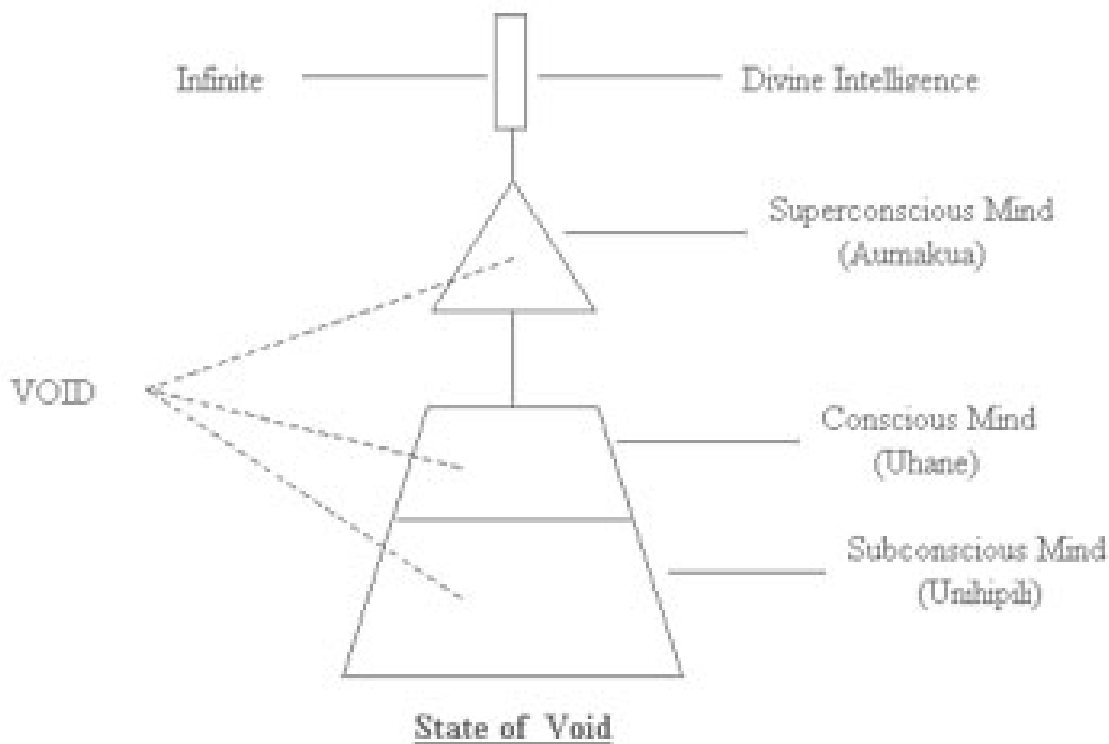 Infinite
Divine Intelligence
Superconscious Mind
(Aumakua)
VOID
Conscious Mind
(Uhane)
Subconscious Mind
(Unihipili)
State of Void